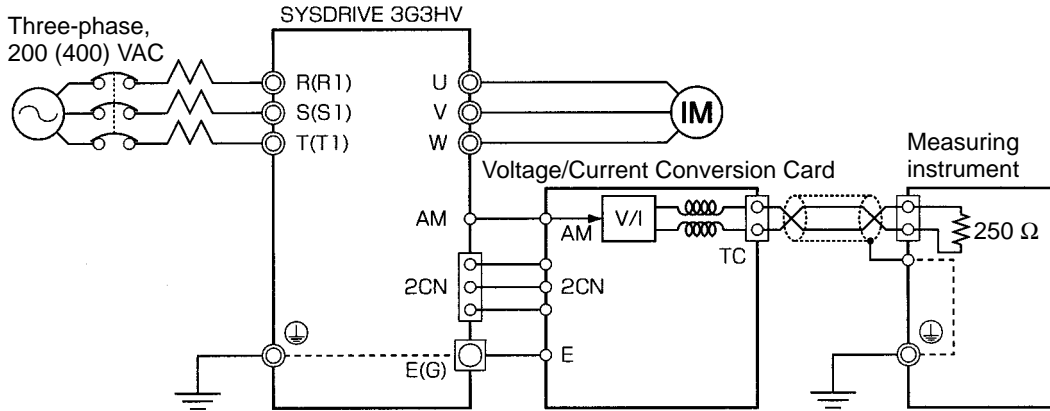 SYSDRIVE 3G3HV
Three-phase,
200 (400) VAC
R(R1)
S(S1)
T(T1)
U
V
W
IM
Voltage/Current Conversion Card
Measuring
instrument
AM
AM
V/I
TC
250 Ω
2CN
2CN
E(G)
E